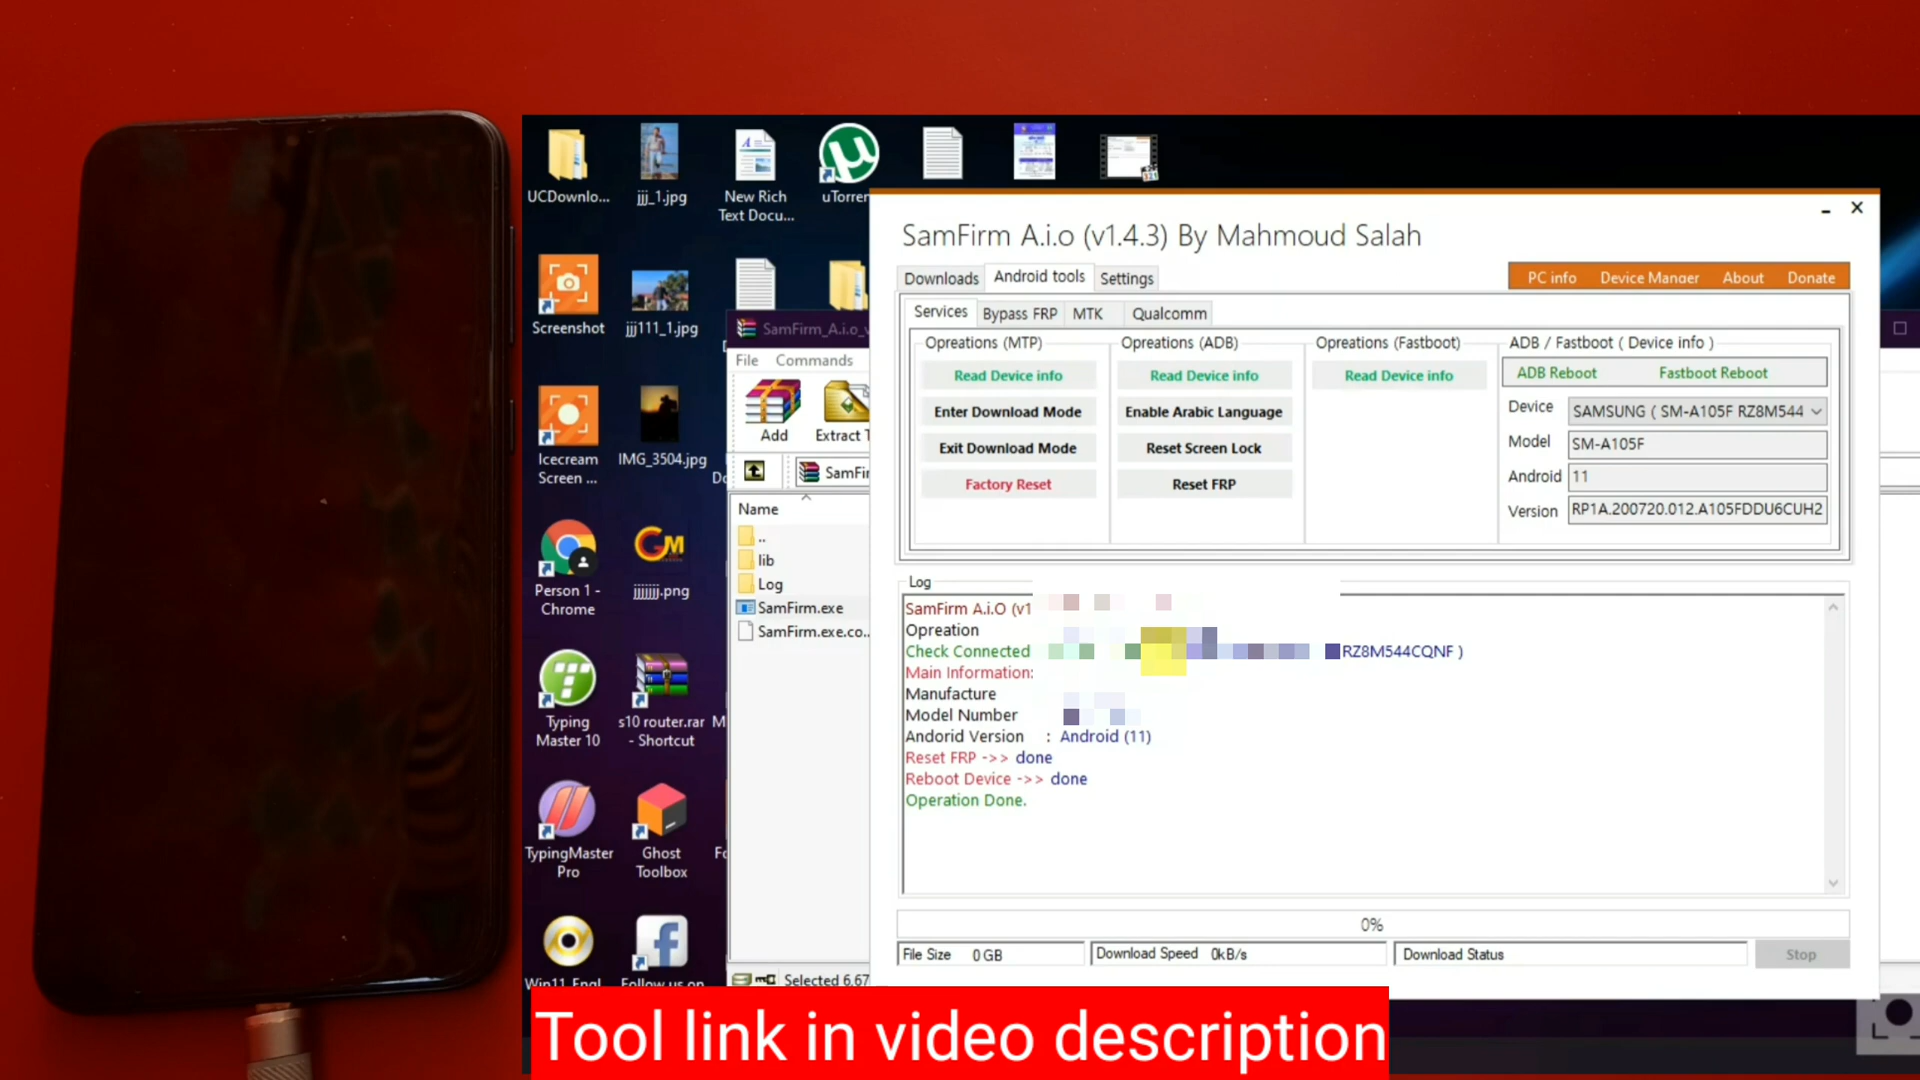 UCDownlo...
jjj_1.jpg
New Rich
Text Docu...
Screenshot
jjj111_1.jpg
Icecream
Screen ...
IMG_3504.jpg
Person 1 -
Chrome
Typing
Master 10
s10 router.rar
- Shortcut
TypingMaster
Pro
Ghost
Toolbox
File Commands
Add
Name
..
lib
Log
SamFirm.exe
SamFirm.exe.co...
Selected 6,67
SamFirm A.i.o (v1.4.3) By Mahmoud Salah
Downloads Android tools Settings
PC info Device Manger About Donate
Services Bypass FRP MTK Qualcomm
Opreations (MTP)
Read Device info
Enter Download Mode
Exit Download Mode
Factory Reset
Opreations (ADB)
Read Device info
Enable Arabic Language
Reset Screen Lock
Reset FRP
Opreations (Fastboot)
Read Device info
ADB / Fastboot ( Device info )
ADB Reboot Fastboot Reboot
Device SAMSUNG ( SM-A105F RZ8M544
Model SM-A105F
Android 11
Version RP1A.200720.012.A105FDDU6CUH2
Log
SamFirm A.i.O (v1
Opreation
Check Connected RZ8M544CQNF )
Main Information:
Manufacture
Model Number
Andorid Version : Android (11)
Reset FRP ->> done
Reboot Device ->> done
Operation Done.
0%
File Size 0 GB Download Speed 0kB/s Download Status Stop
Tool link in video description